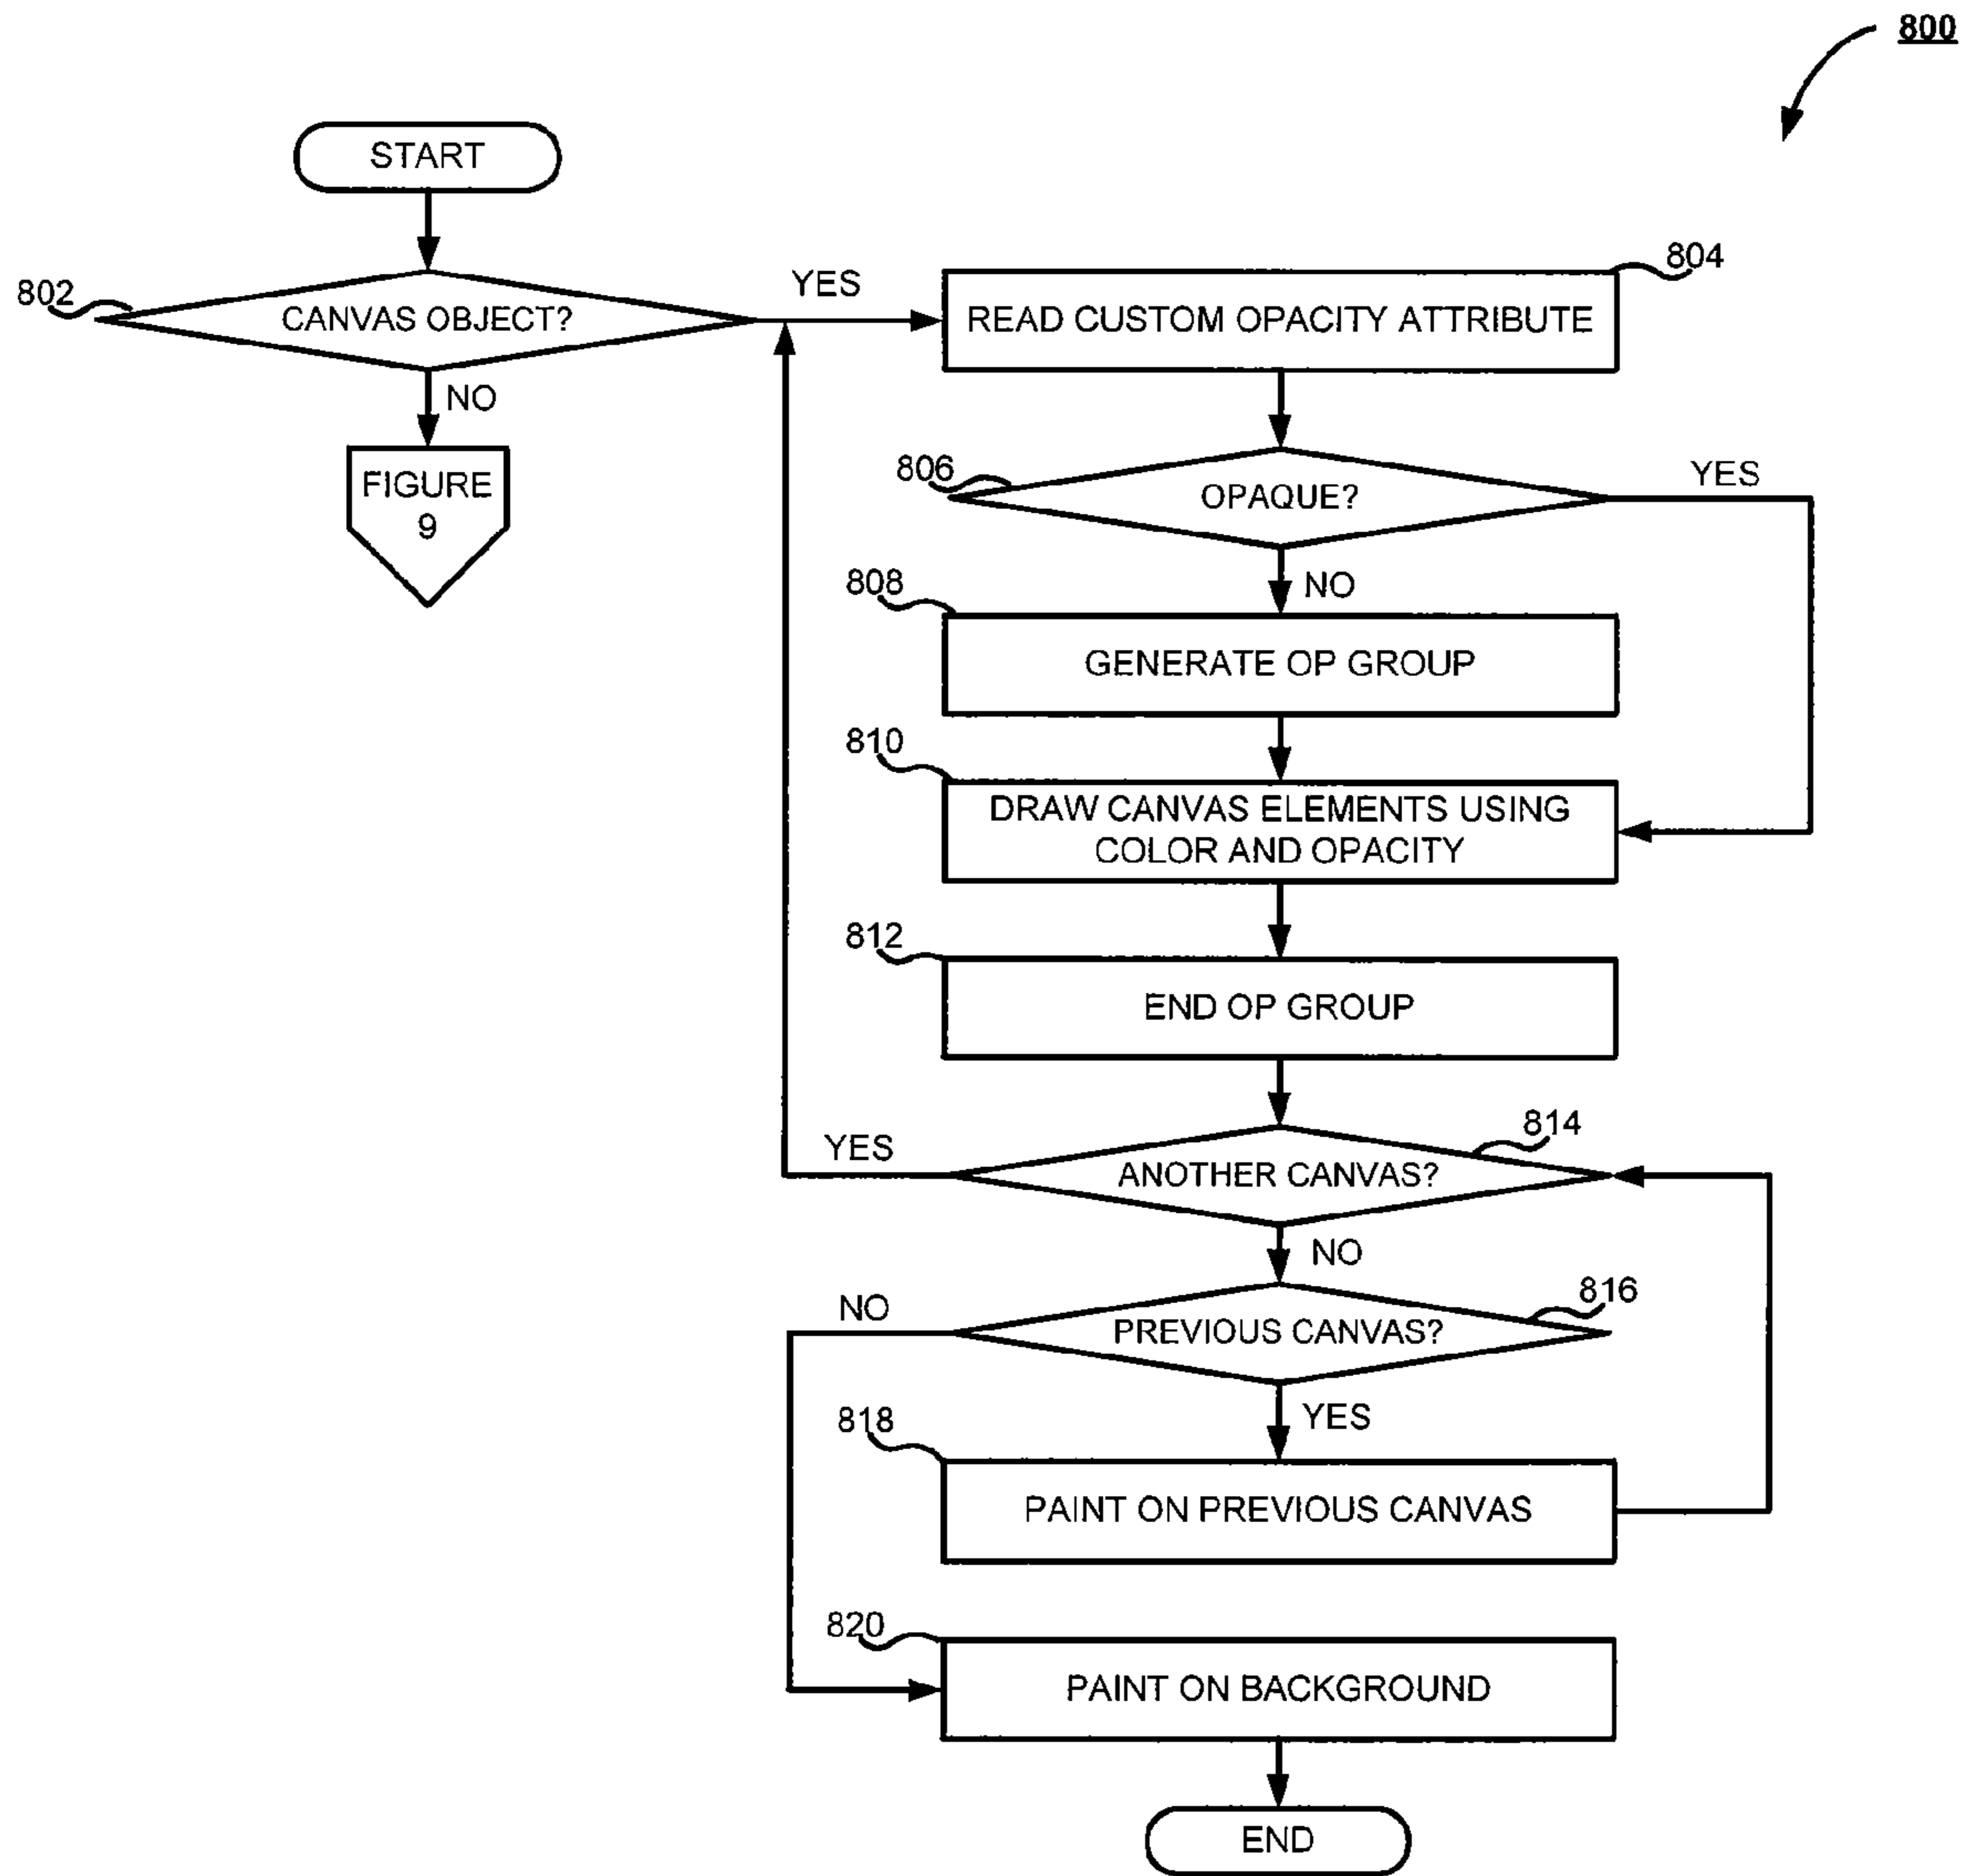 800
START
802
CANVAS OBJECT?
YES
804
READ CUSTOM OPACITY ATTRIBUTE
NO
FIGURE
9
806
OPAQUE?
YES
NO
808
GENERATE OP GROUP
810
DRAW CANVAS ELEMENTS USING
COLOR AND OPACITY
812
END OP GROUP
814
ANOTHER CANVAS?
YES
NO
816
PREVIOUS CANVAS?
NO
YES
818
PAINT ON PREVIOUS CANVAS
820
PAINT ON BACKGROUND
END